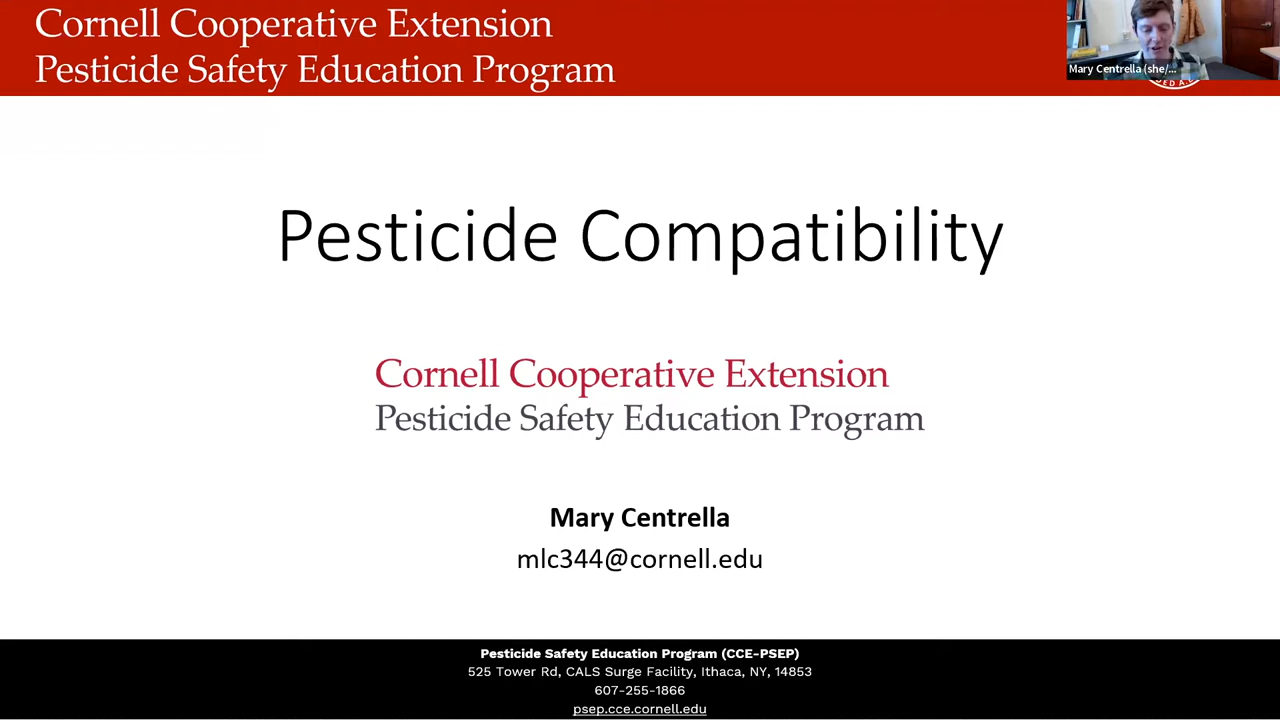 Cornell Cooperative Extension
Pesticide Safety Education Program
Mary Centrella (she/...
Pesticide Compatibility
Cornell Cooperative Extension
Pesticide Safety Education Program
Mary Centrella
mlc344@cornell.edu
Pesticide Safety Education Program (CCE-PSEP)
525 Tower Rd, CALS Surge Facility, Ithaca, NY, 14853
607-255-1866
psep.cce.cornell.edu